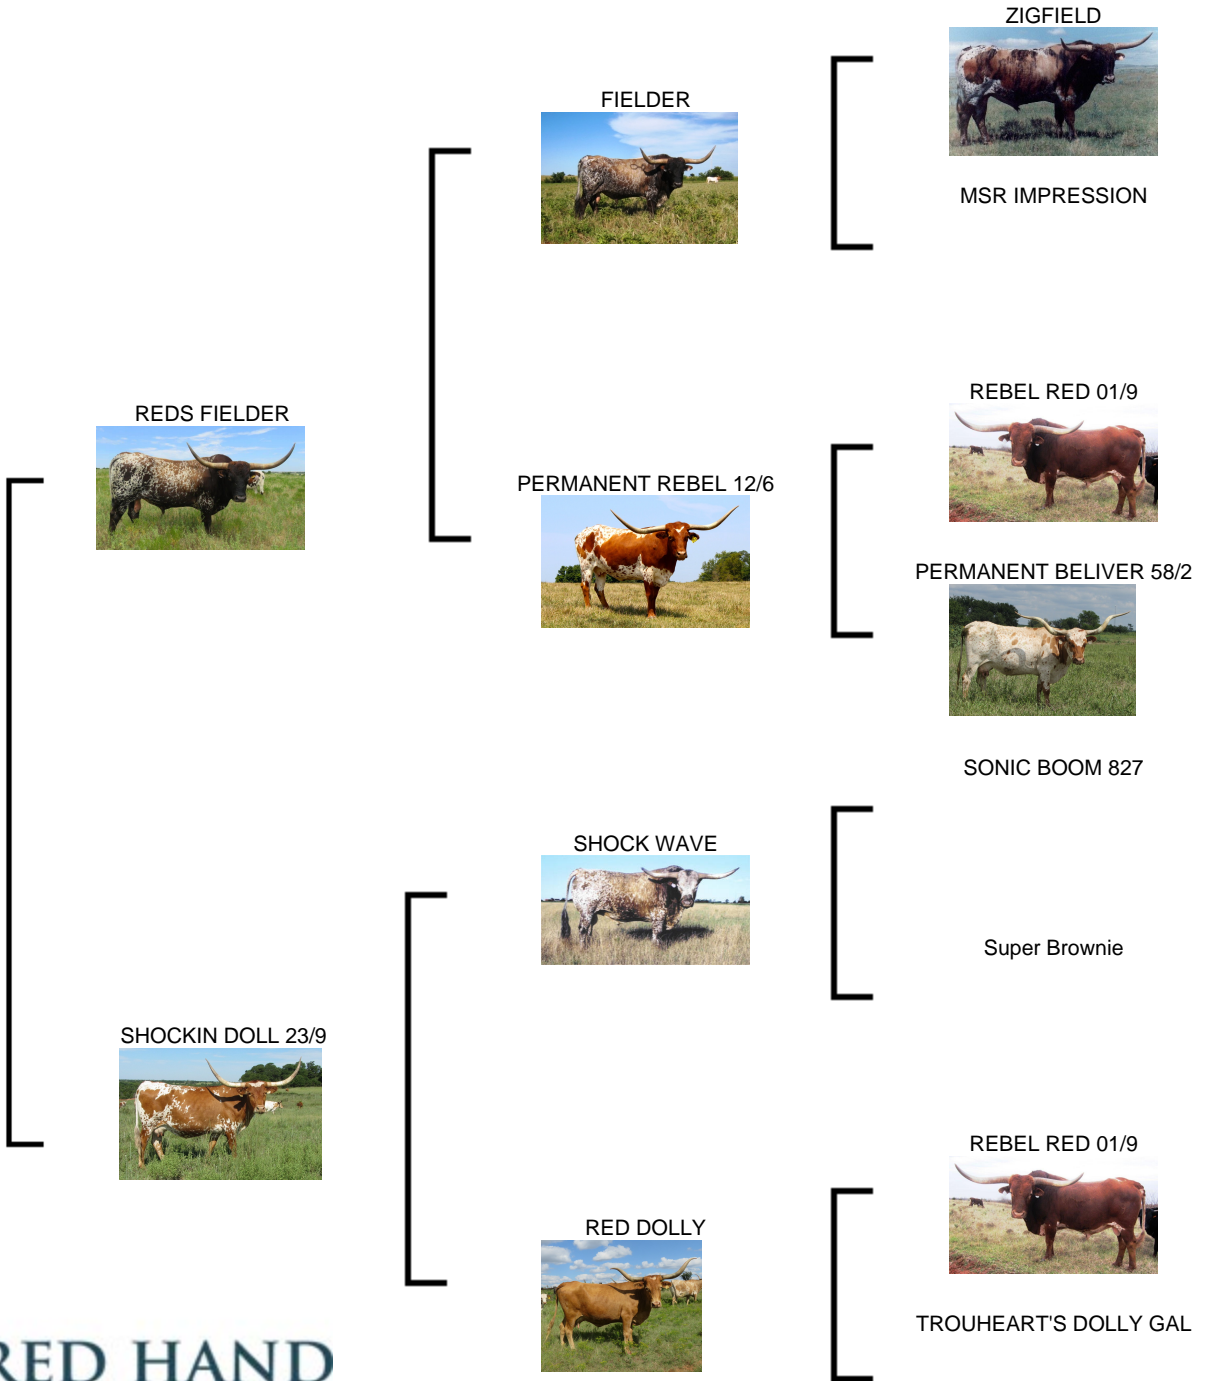 ZIGFIELD
FIELDER
MSR IMPRESSION
REBEL RED 01/9
REDS FIELDER
PERMANENT REBEL 12/6
PERMANENT BELIVER 58/2
SONIC BOOM 827
SHOCK WAVE
Super Brownie
SHOCKIN DOLL 23/9
REBEL RED 01/9
RED DOLLY
TROUHEART'S DOLLY GAL
RED HAND